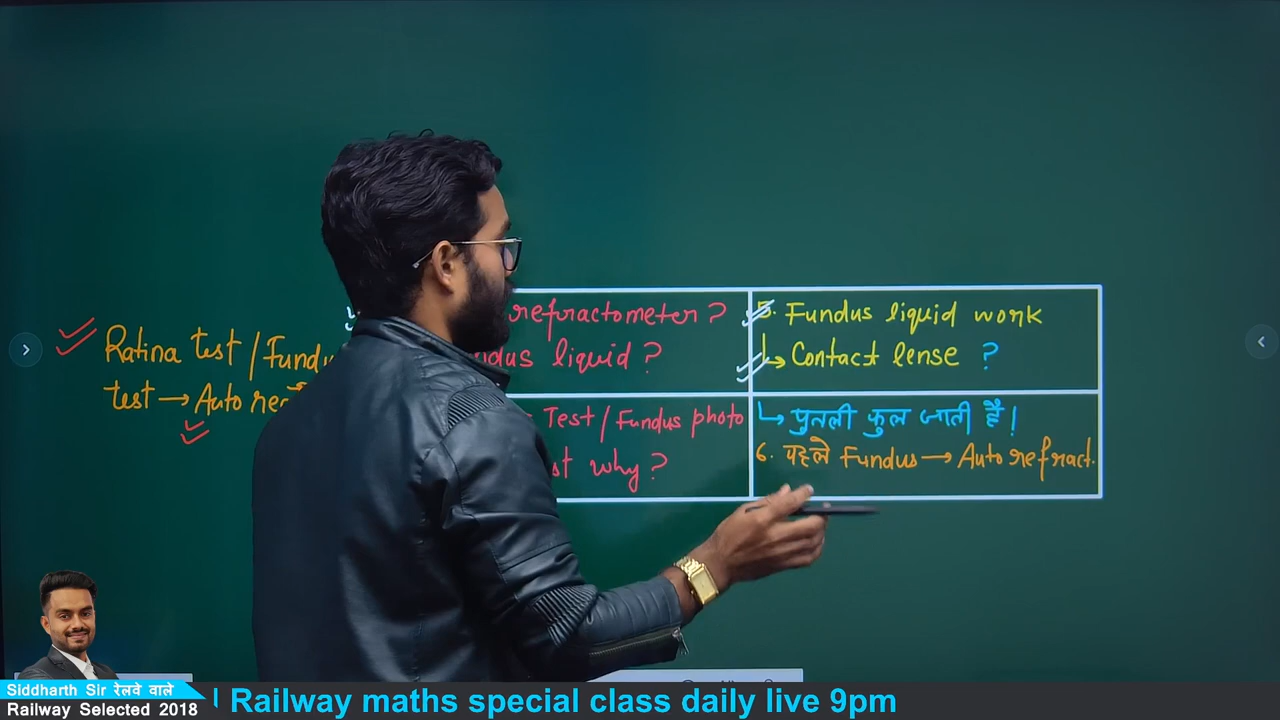 Ratina test / Fundu
test → Auto ref
refractometer ?
ndus liquid ?
Test / Fundus photo
st why ?
5. Fundus liquid work
↳ Contact lense ?
↳ पुतली फुल जाती है !
6. पहले Fundus → Auto refract.
Siddharth Sir रेलवे वाले
Railway Selected 2018
Railway maths special class daily live 9pm